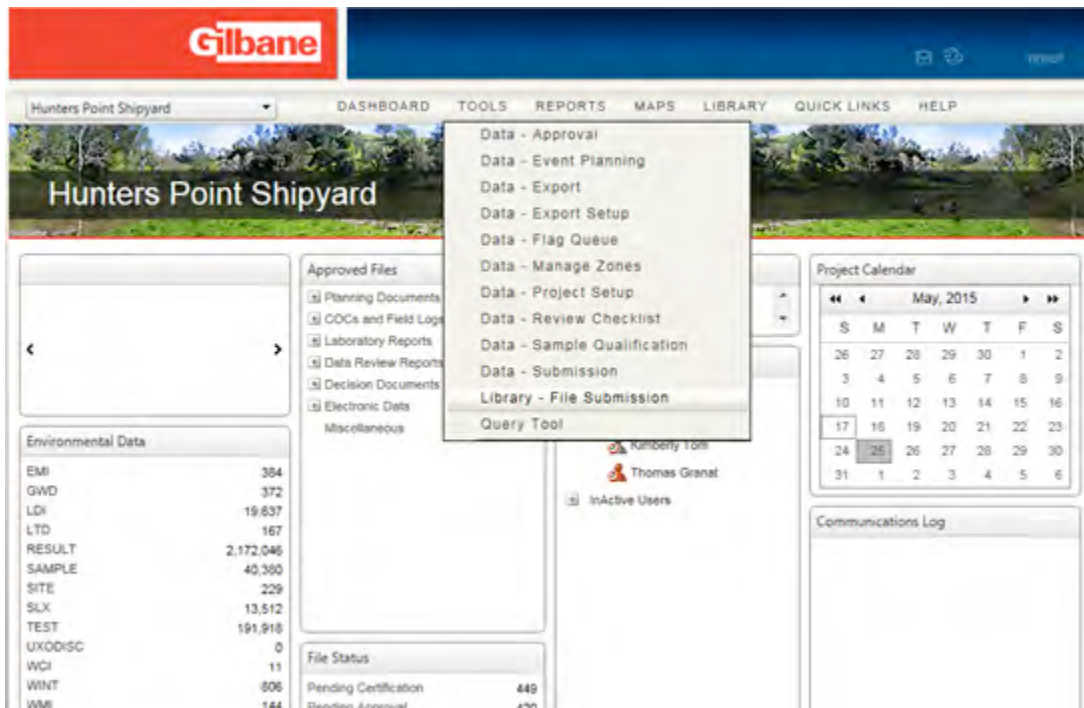 Gilbane
Hunters Point Shipyard
DASHBOARD TOOLS REPORTS MAPS LIBRARY QUICK LINKS HELP
Hunters Point Shipyard
Data - Approval
Data - Event Planning
Data - Export
Data - Export Setup
Data - Flag Queue
Data - Manage Zones
Data - Project Setup
Data - Review Checklist
Data - Sample Qualification
Data - Submission
Library - File Submission
Query Tool
Environmental Data
EMI 384
GWD 372
LDI 19,637
LTD 167
RESULT 2,172,046
SAMPLE 40,380
SITE 229
SLX 13,512
TEST 191,918
UXODISC 0
WCI 11
WINT 806
WMI 144
Approved Files
Planning Documents
COCs and Field Logs
Laboratory Reports
Data Review Reports
Decision Documents
Electronic Data
Miscellaneous
File Status
Pending Certification 449
Pending Approval 420
Kimberly Tom
Thomas Granat
InActive Users
Project Calendar
May, 2015
S M T W T F S
26 27 28 29 30 1 2
3 4 5 6 7 8 9
10 11 12 13 14 15 16
17 18 19 20 21 22 23
24 25 26 27 28 29 30
31 1 2 3 4 5 6
Communications Log